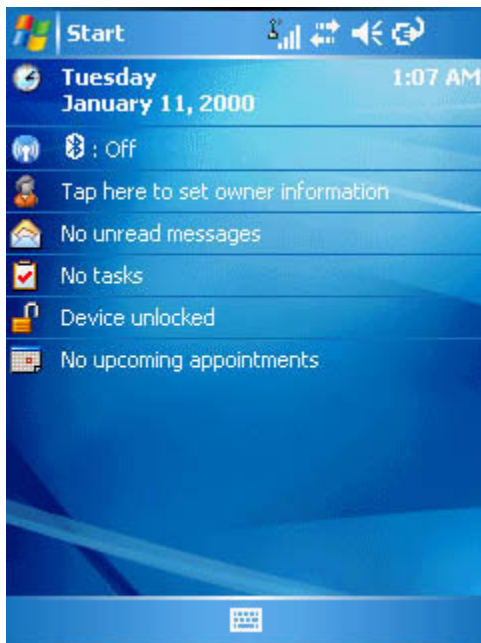 Start
Tuesday 1:07 AM
January 11, 2000
: Off
Tap here to set owner information
No unread messages
No tasks
Device unlocked
No upcoming appointments